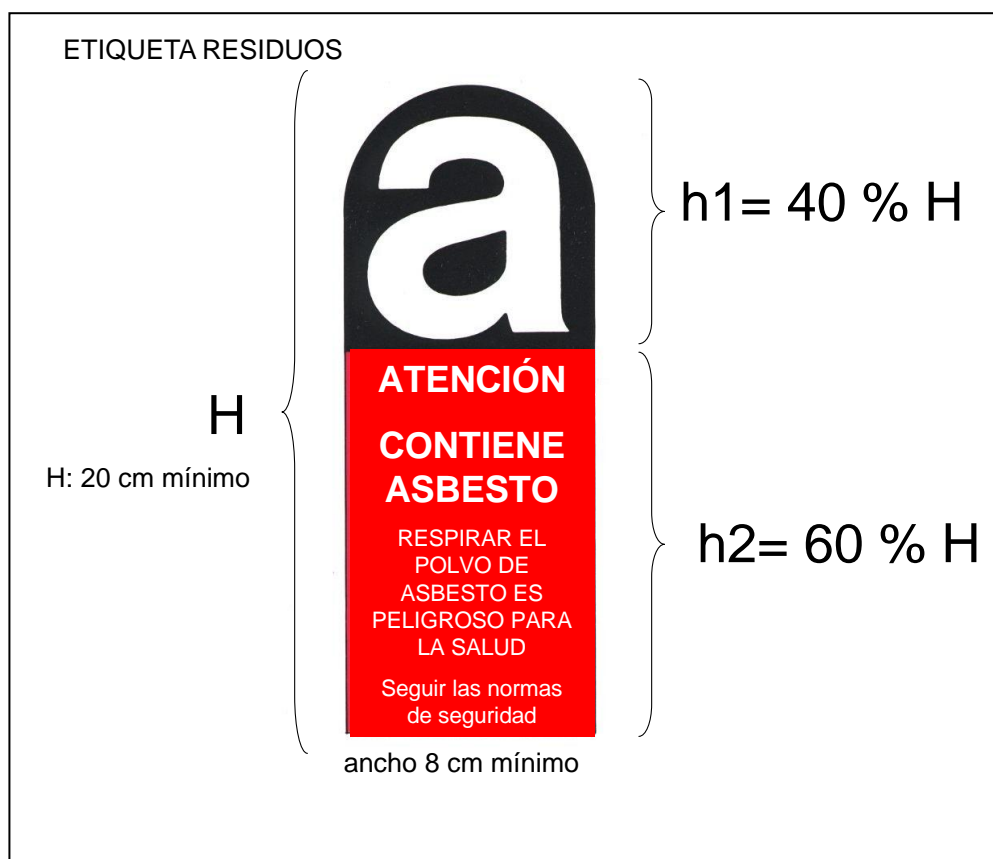 ETIQUETA RESIDUOS
a
h1= 40 % H
ATENCIÓN
CONTIENE
ASBESTO
H
H: 20 cm mínimo
RESPIRAR EL
POLVO DE
ASBESTO ES
PELIGROSO PARA
LA SALUD
h2= 60 % H
Seguir las normas
de seguridad
ancho 8 cm mínimo